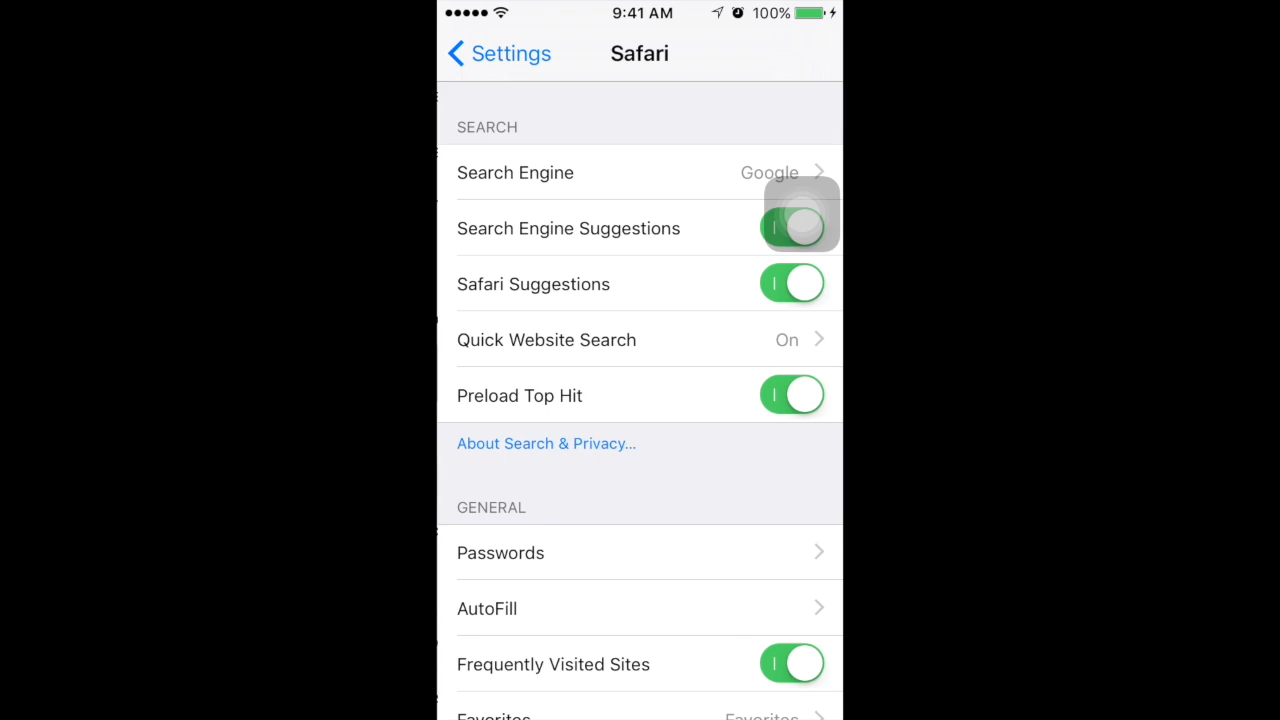 9:41 AM 100%
Settings Safari
SEARCH
Search Engine Google
Search Engine Suggestions
Safari Suggestions
Quick Website Search On
Preload Top Hit
About Search & Privacy...
GENERAL
Passwords
AutoFill
Frequently Visited Sites
Favorites Favorites